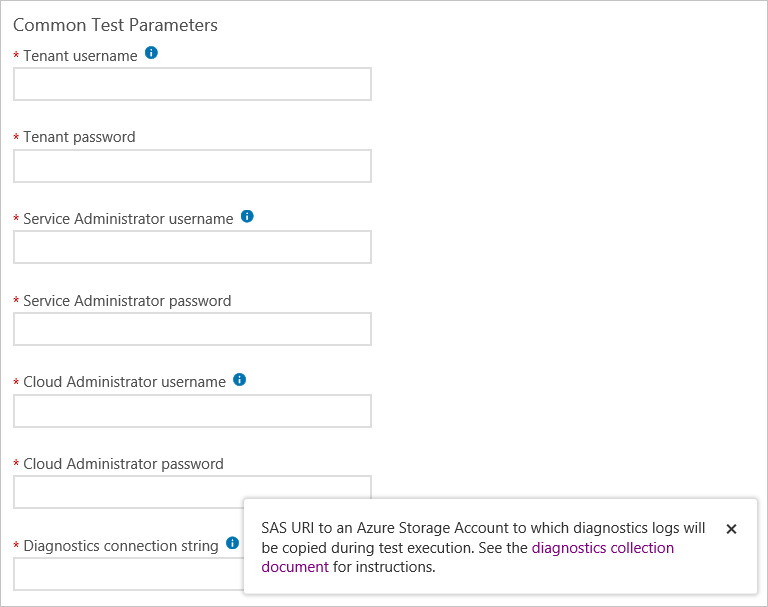 Common Test Parameters
* Tenant username
* Tenant password
* Service Administrator username
* Service Administrator password
* Cloud Administrator username
* Cloud Administrator password
* Diagnostics connection string
SAS URI to an Azure Storage Account to which diagnostics logs will
be copied during test execution. See the diagnostics collection
document for instructions.